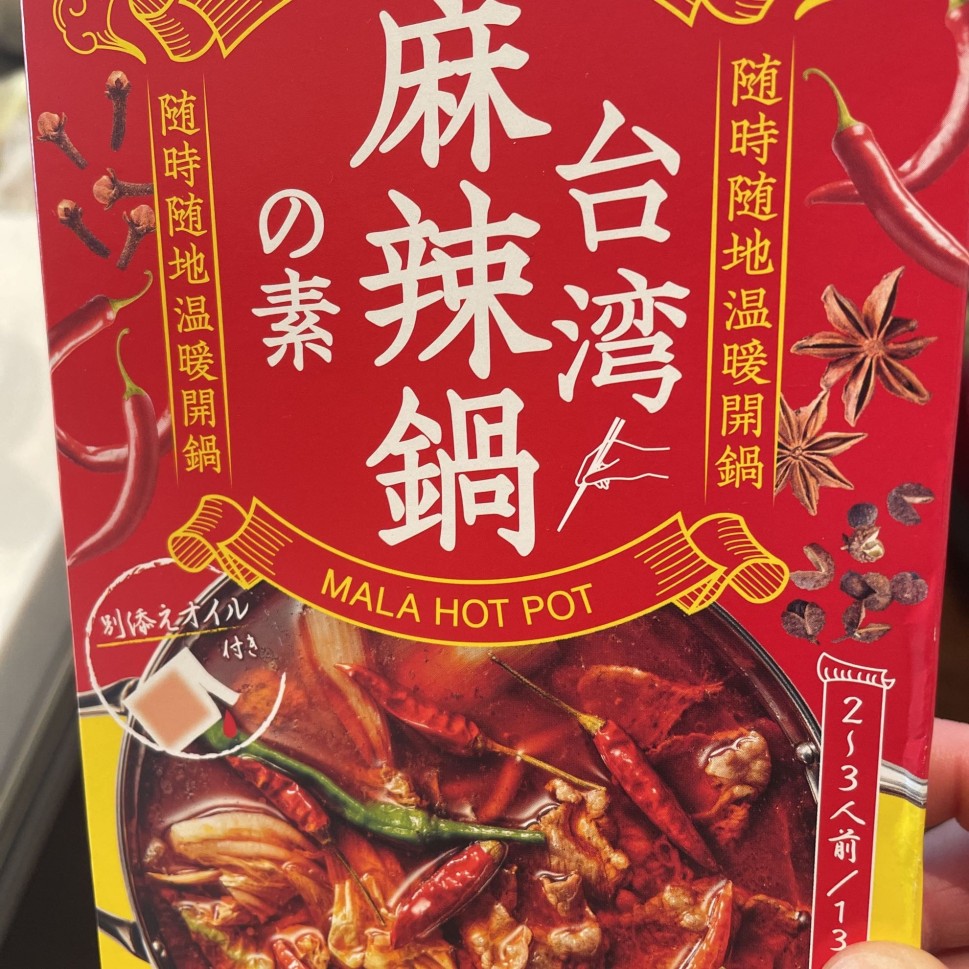 台湾
麻辣鍋
の素
随時随地温暖開鍋
随時随地温暖開鍋
MALA HOT POT
別添えオイル
付き
2〜3人前/13